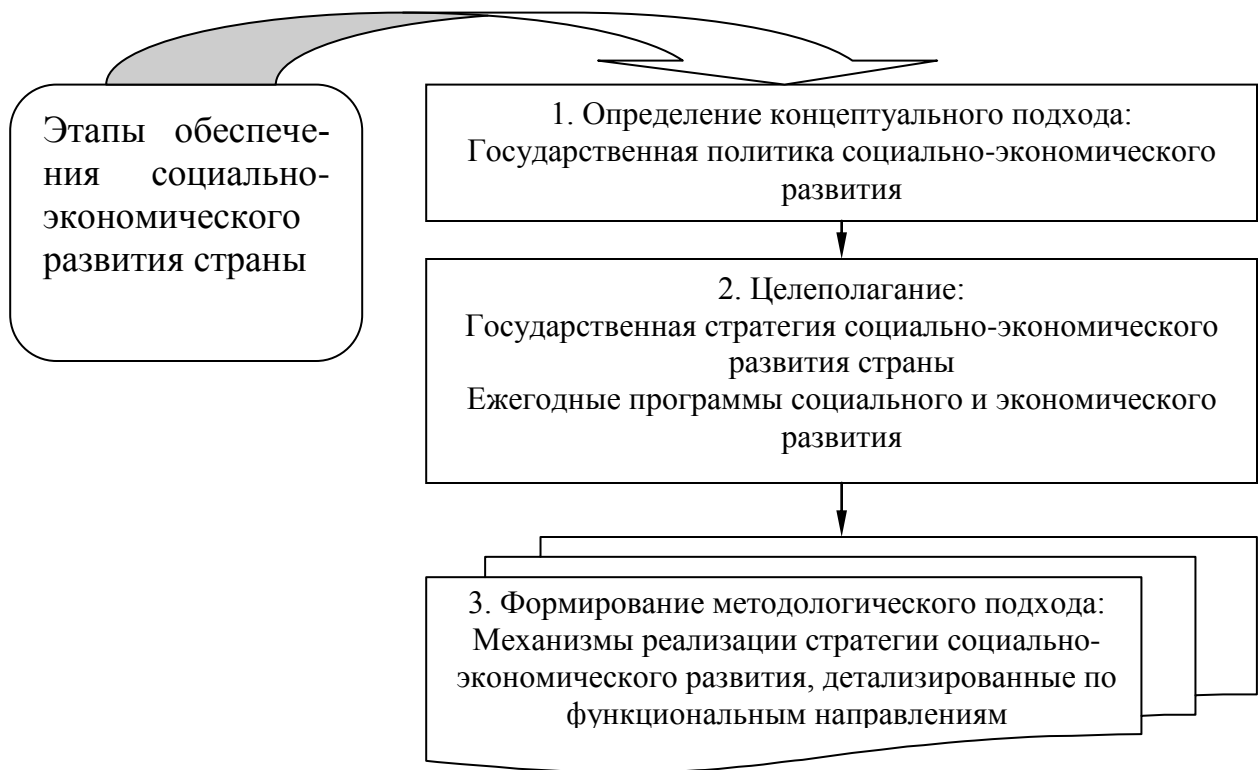 Этапы обеспече-
ния социально-
экономического
развития страны
1. Определение концептуального подхода:
Государственная политика социально-экономического
развития
2. Целеполагание:
Государственная стратегия социально-экономического
развития страны
Ежегодные программы социального и экономического
развития
3. Формирование методологического подхода:
Механизмы реализации стратегии социально-
экономического развития, детализированные по
функциональным направлениям